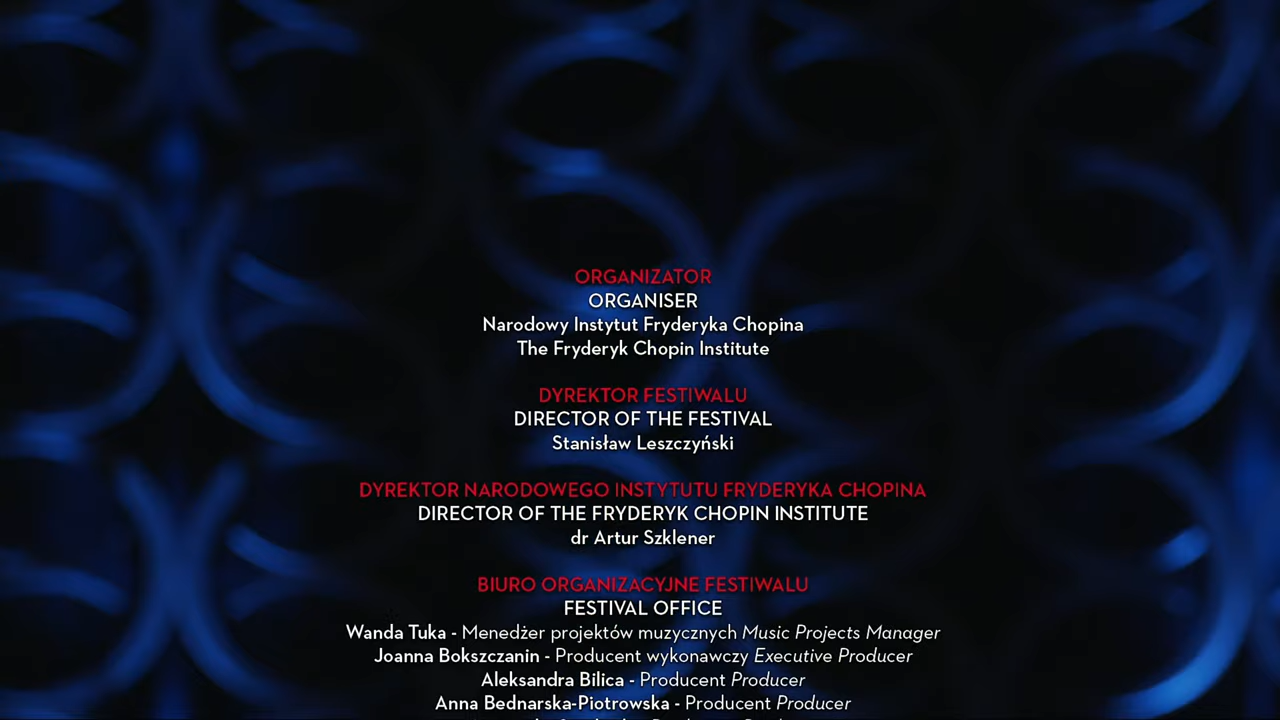 ORGANIZATOR
ORGANISER
Narodowy Instytut Fryderyka Chopina
The Fryderyk Chopin Institute
DYREKTOR FESTIWALU
DIRECTOR OF THE FESTIVAL
Stanisław Leszczyński
DYREKTOR NARODOWEGO INSTYTUTU FRYDERYKA CHOPINA
DIRECTOR OF THE FRYDERYK CHOPIN INSTITUTE
dr Artur Szklener
BIURO ORGANIZACYJNE FESTIWALU
FESTIVAL OFFICE
Wanda Tuka - Menedżer projektów muzycznych Music Projects Manager
Joanna Bokszczanin - Producent wykonawczy Executive Producer
Aleksandra Bilica - Producent Producer
Anna Bednarska-Piotrowska - Producent Producer